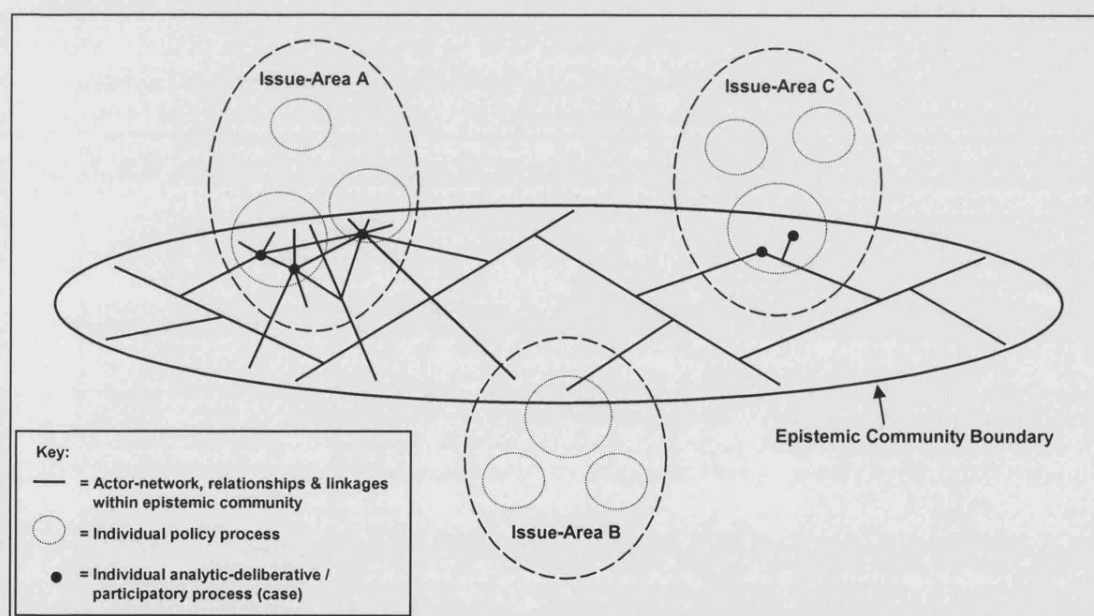 Issue-Area A
Issue-Area C
Epistemic Community Boundary
Issue-Area B
Key:
= Actor-network, relationships & linkages
within epistemic community
= Individual policy process
= Individual analytic-deliberative /
participatory process (case)